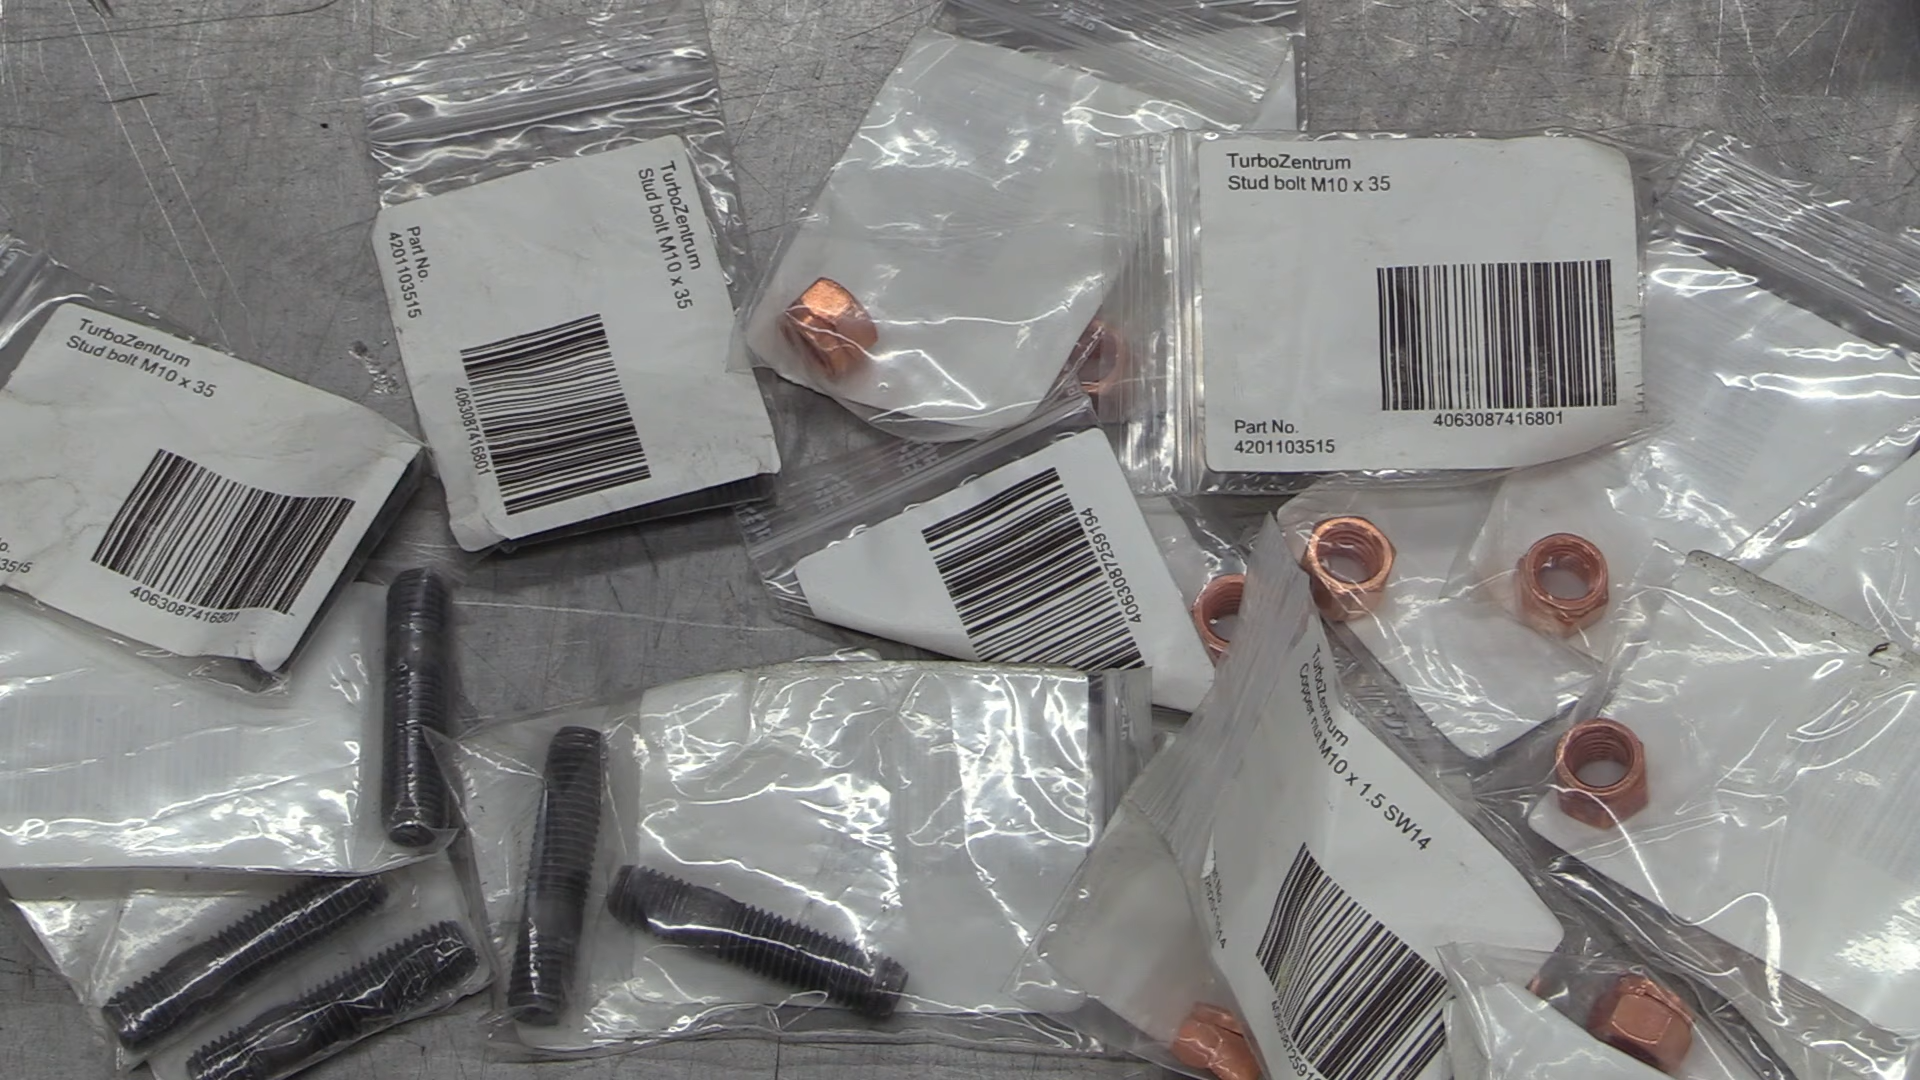 TurboZentrum
Stud bolt M10 x 35
Part No.
4201103515
4063087416801
TurboZentrum
Stud bolt M10 x 35
Part No.
4201103515
4063087416801
TurboZentrum
Stud bolt M10 x 35
4063087416801
4063087259194
TurboZentrum
Copper nut M10 x 1.5 SW14